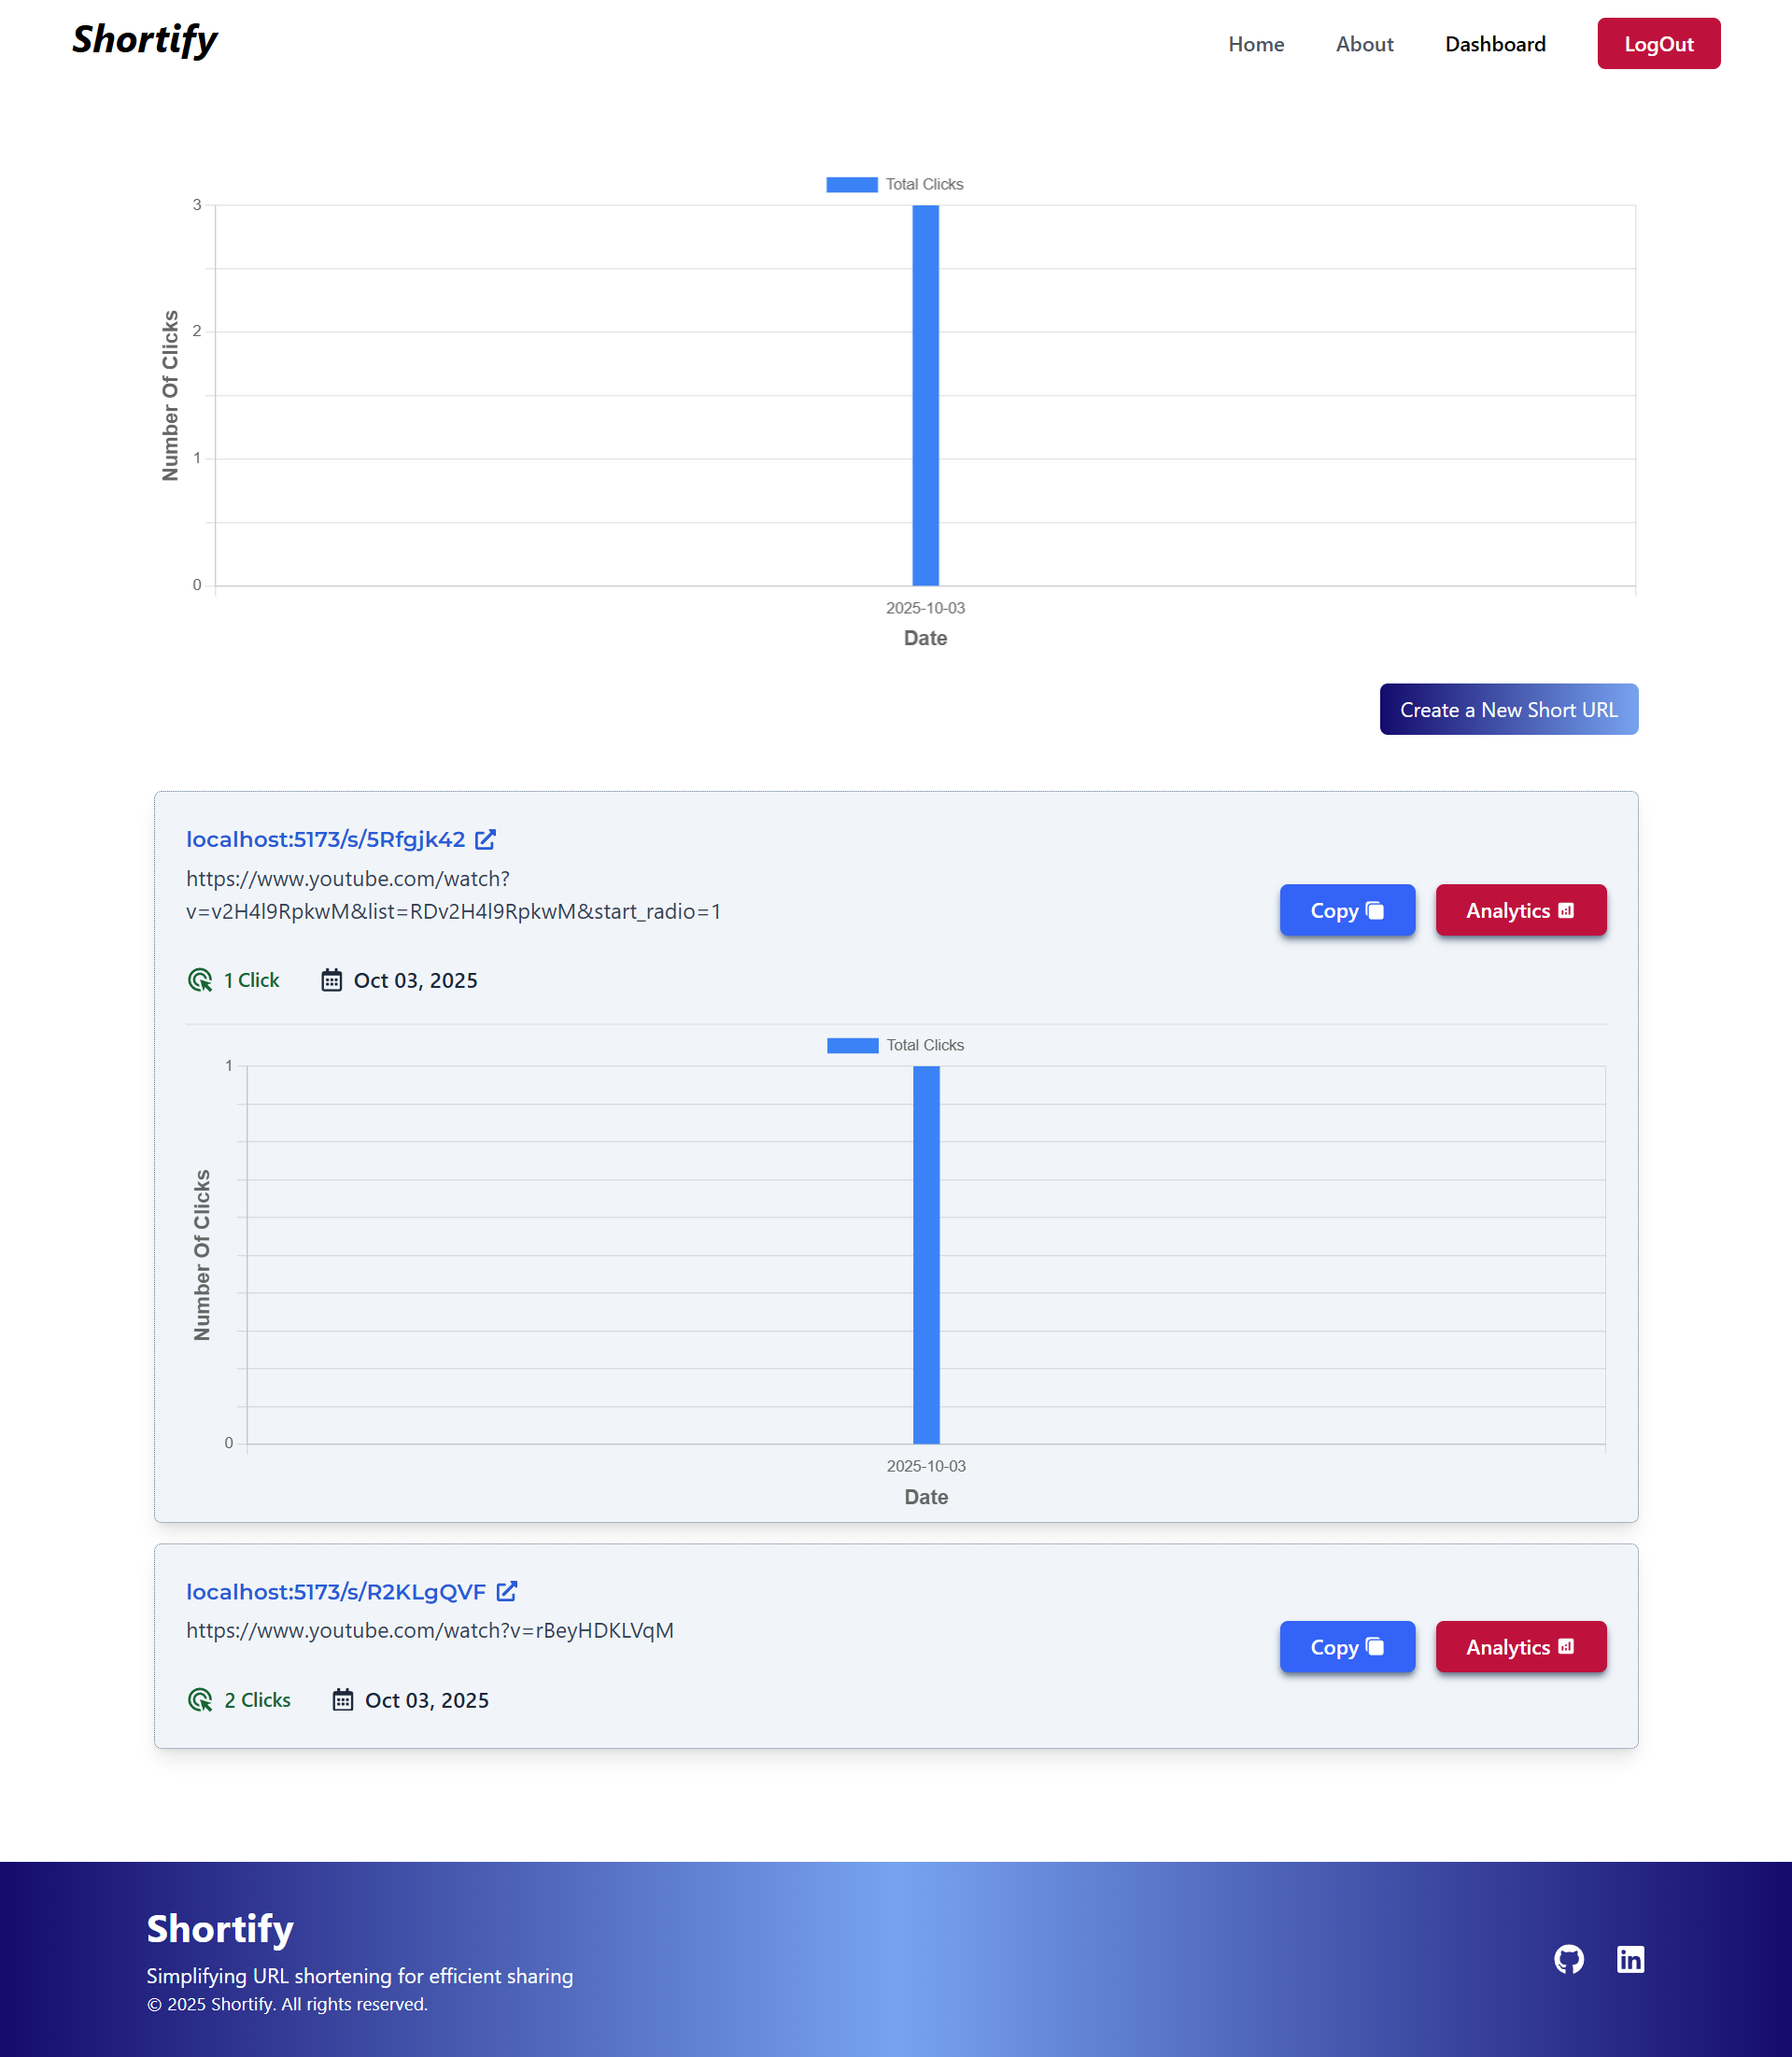 Shortify
Home
About
Dashboard
LogOut
Total Clicks
3
2
1
0
Number Of Clicks
2025-10-03
Date
Create a New Short URL
localhost:5173/s/5Rfgjk42
https://www.youtube.com/watch?
v=v2H4l9RpkwM&list=RDv2H4l9RpkwM&start_radio=1
Copy
Analytics
1 Click
Oct 03, 2025
Total Clicks
1
0
Number Of Clicks
2025-10-03
Date
localhost:5173/s/R2KLgQVF
https://www.youtube.com/watch?v=rBeyHDKLVqM
Copy
Analytics
2 Clicks
Oct 03, 2025
Shortify
Simplifying URL shortening for efficient sharing
© 2025 Shortify. All rights reserved.